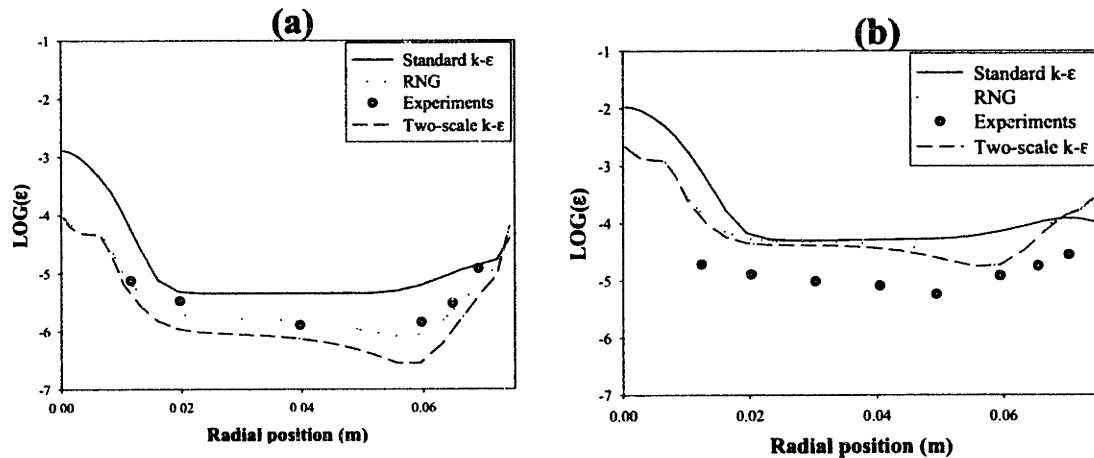 (a)
-1
-2
-3
-4
-5
-6
-7
LOG(ε)
Standard k-ε
RNG
Experiments
Two-scale k-ε
0 00
0.02
0.04
0.06
Radial position (m)
(b)
-1
-2
-3
-4
-5
-6
-7
LOG(ε)
Standard k-ε
RNG
Experiments
Two-scale k-ε
0.00
0.02
0.04
0.06
Radial position (m)